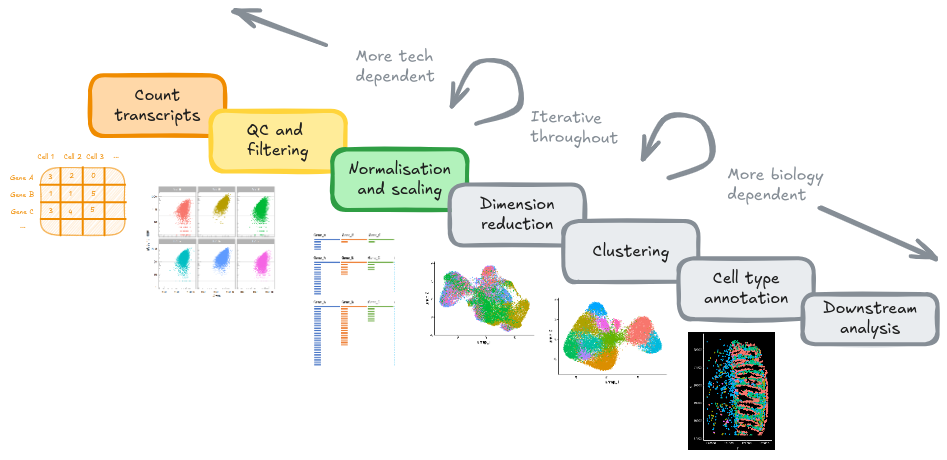 More tech
dependent
Count
transcripts
Iterative
throughout
QC and
filtering
Normalisation
and scaling
More biology
dependent
Dimension
reduction
Clustering
Cell type
annotation
Downstream
analysis
Cell 1 Cell 2 Cell 3 ...
Gene A 3 2 0
Gene B 1 1 5
Gene C 3 4 5
...